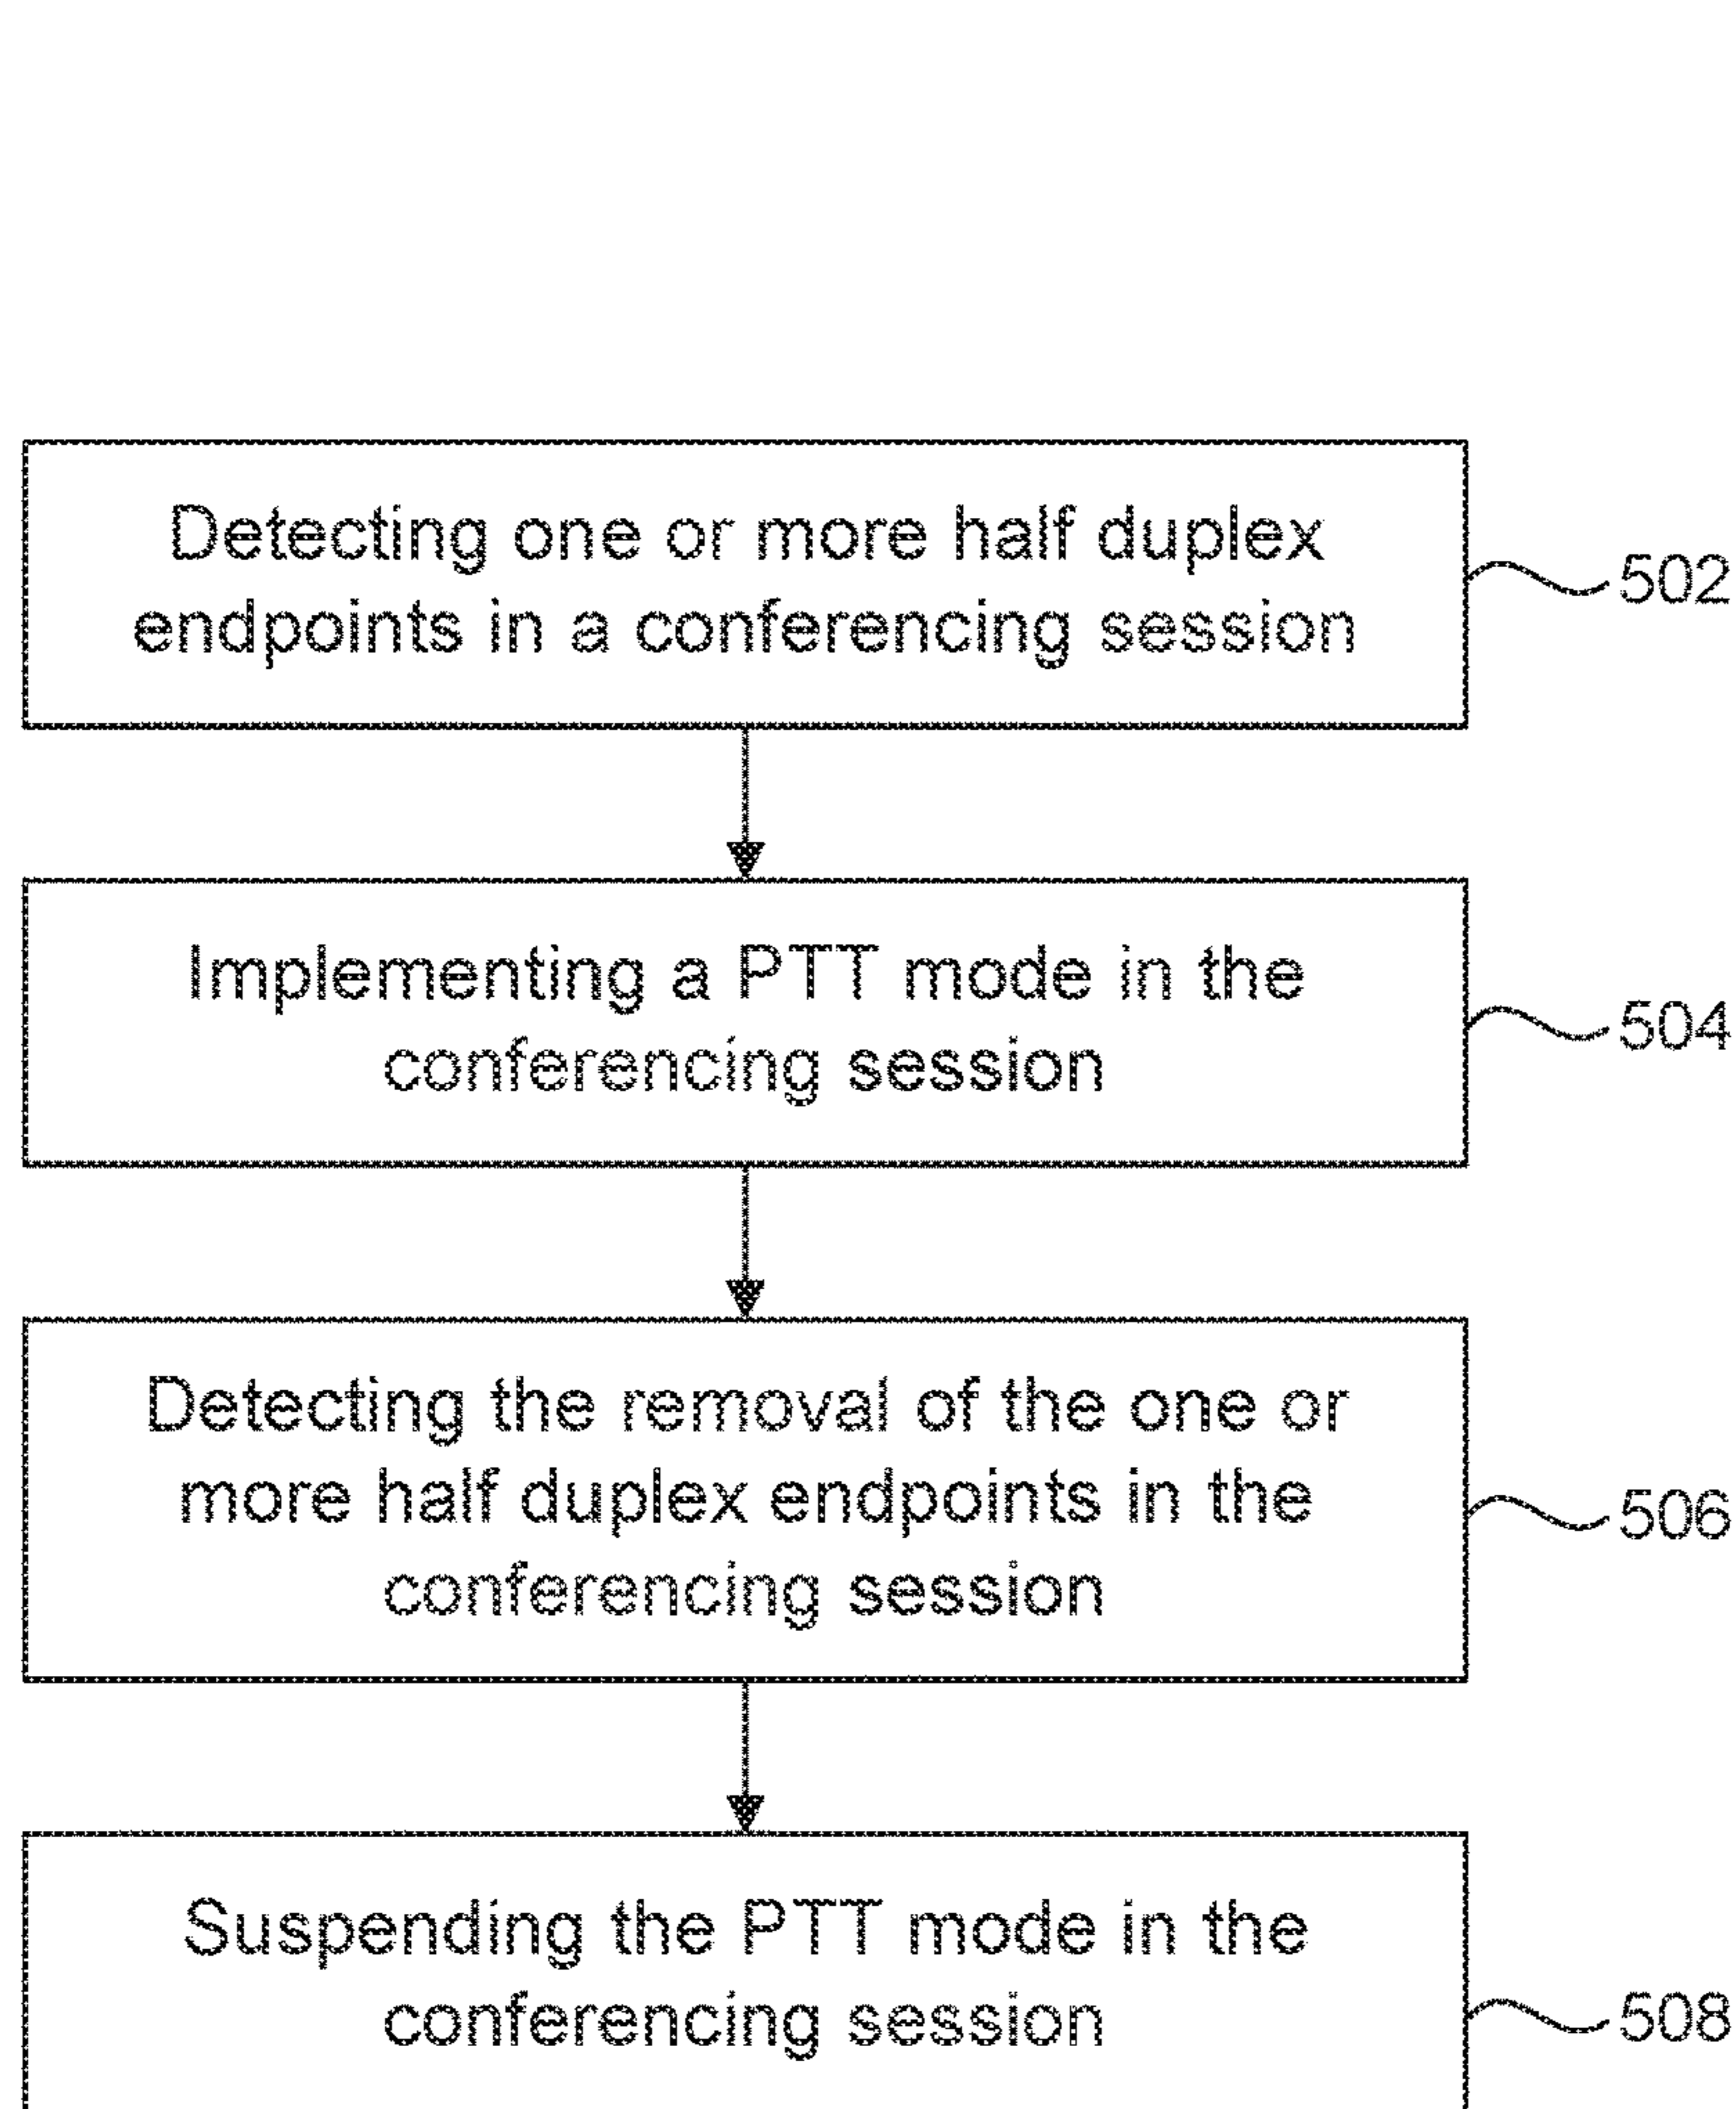 Detecting one or more half duplex
endpoints in a conferencing session
502
Implementing a PTT mode in the
conferencing session
504
Detecting the removal of the one or
more half duplex endpoints in the
conferencing session
506
Suspending the PTT mode in the
conferencing session
508